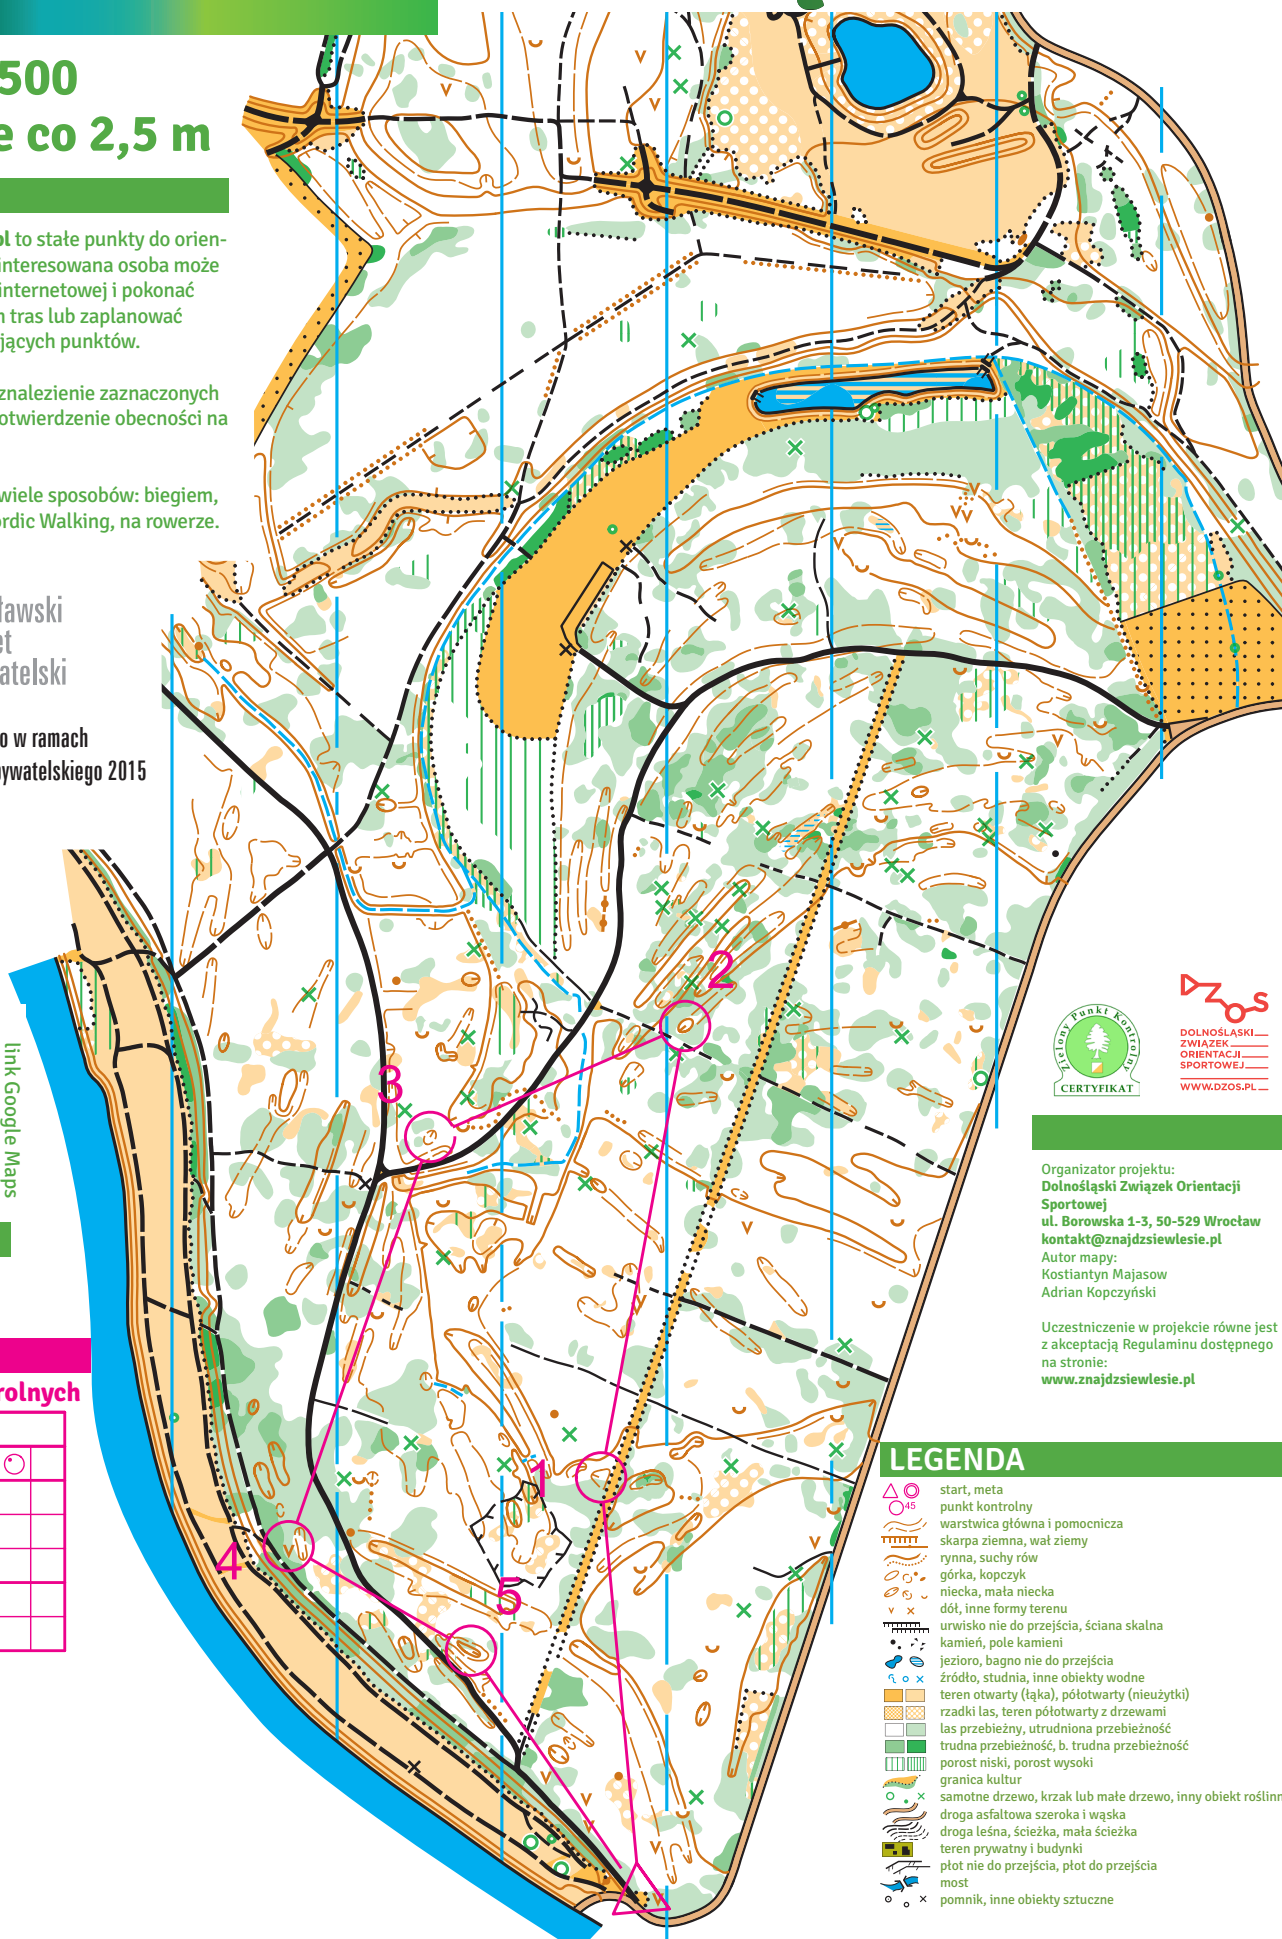 500
e co 2,5 m
ol to stałe punkty do orien-
interesowana osoba może
internetowej i pokonać
n tras lub zaplanować
jących punktów.
znalezienie zaznaczonych
otwierdzenie obecności na
wiele sposobów: biegiem,
ordic Walking, na rowerze.
ławski
et
atelski
o w ramach
bywatelskiego 2015
link Google Maps
rolnych
2
3
1
4
5
Zielony Punkt Kontrolny
CERTYFIKAT
DZOS
DOLNOŚLĄSKI
ZWIĄZEK
ORIENTACJI
SPORTOWEJ
WWW.DZOS.PL
Organizator projektu:
Dolnośląski Związek Orientacji
Sportowej
ul. Borowska 1-3, 50-529 Wrocław
kontakt@znajdzsiewlesie.pl
Autor mapy:
Kostiantyn Majasow
Adrian Kopczyński
Uczestniczenie w projekcie równe jest
z akceptacją Regulaminu dostępnego
na stronie:
www.znajdzsiewlesie.pl
LEGENDA
start, meta
45 punkt kontrolny
warstwica główna i pomocnicza
skarpa ziemna, wał ziemy
rynna, suchy rów
górka, kopczyk
niecka, mała niecka
dół, inne formy terenu
urwisko nie do przejścia, ściana skalna
kamień, pole kamieni
jezioro, bagno nie do przejścia
źródło, studnia, inne obiekty wodne
teren otwarty (łąka), półotwarty (nieużytki)
rzadki las, teren półotwarty z drzewami
las przebieżny, utrudniona przebieżność
trudna przebieżność, b. trudna przebieżność
porost niski, porost wysoki
granica kultur
samotne drzewo, krzak lub małe drzewo, inny obiekt roślinn
droga asfaltowa szeroka i wąska
droga leśna, ścieżka, mała ścieżka
teren prywatny i budynki
płot nie do przejścia, płot do przejścia
most
pomnik, inne obiekty sztuczne